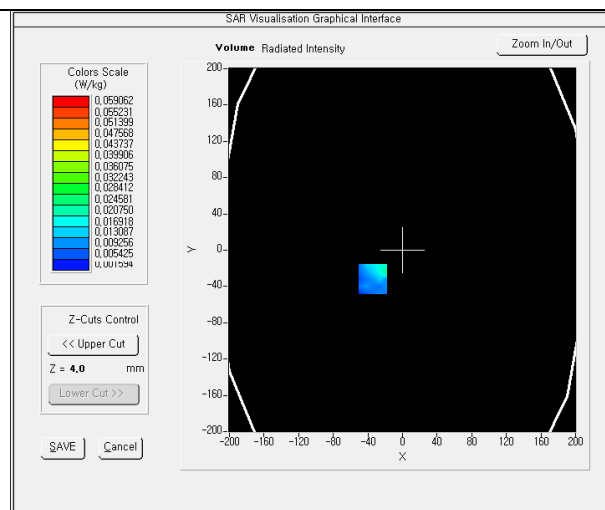 SAR Visualisation Graphical Interface
Volume Radiated Intensity
Zoom In/Out
Colors Scale
(W/kg)
0,059062
0,055231
0,051399
0,047568
0,043737
0,039906
0,036075
0,032243
0,028412
0,024581
0,020750
0,016918
0,013087
0,009256
0,005425
0,001594
Z-Cuts Control
<< Upper Cut
Z = 4.0 mm
Lower Cut >>
SAVE Cancel
200-
160-
120-
80-
40-
Y 0-
-40-
-80-
-120-
-160-
-200-
-200 -160 -120 -80 -40 0 40 80 120 160 200
X